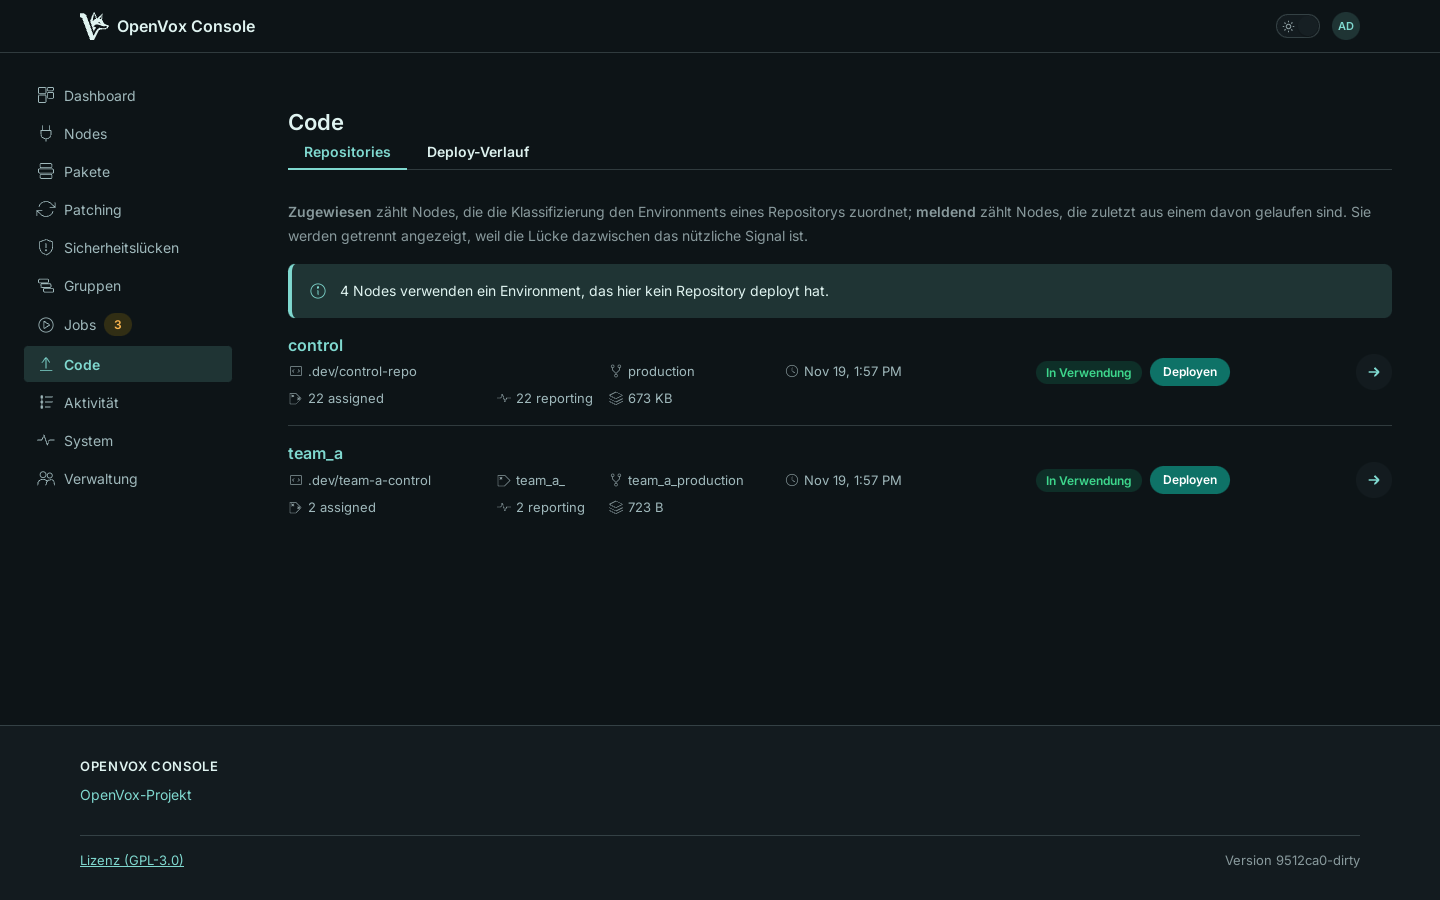 OpenVox Console
AD
Dashboard
Nodes
Pakete
Patching
Sicherheitslücken
Gruppen
Jobs 3
Code
Aktivität
System
Verwaltung
Code
Repositories Deploy-Verlauf
Zugewiesen zählt Nodes, die die Klassifizierung den Environments eines Repositorys zuordnet; meldend zählt Nodes, die zuletzt aus einem davon gelaufen sind. Sie
werden getrennt angezeigt, weil die Lücke dazwischen das nützliche Signal ist.
4 Nodes verwenden ein Environment, das hier kein Repository deployt hat.
control
.dev/control-repo production Nov 19, 1:57 PM In Verwendung Deployen
22 assigned 22 reporting 673 KB
team_a
.dev/team-a-control team_a_ team_a_production Nov 19, 1:57 PM In Verwendung Deployen
2 assigned 2 reporting 723 B
OPENVOX CONSOLE
OpenVox-Projekt
Lizenz (GPL-3.0) Version 9512ca0-dirty